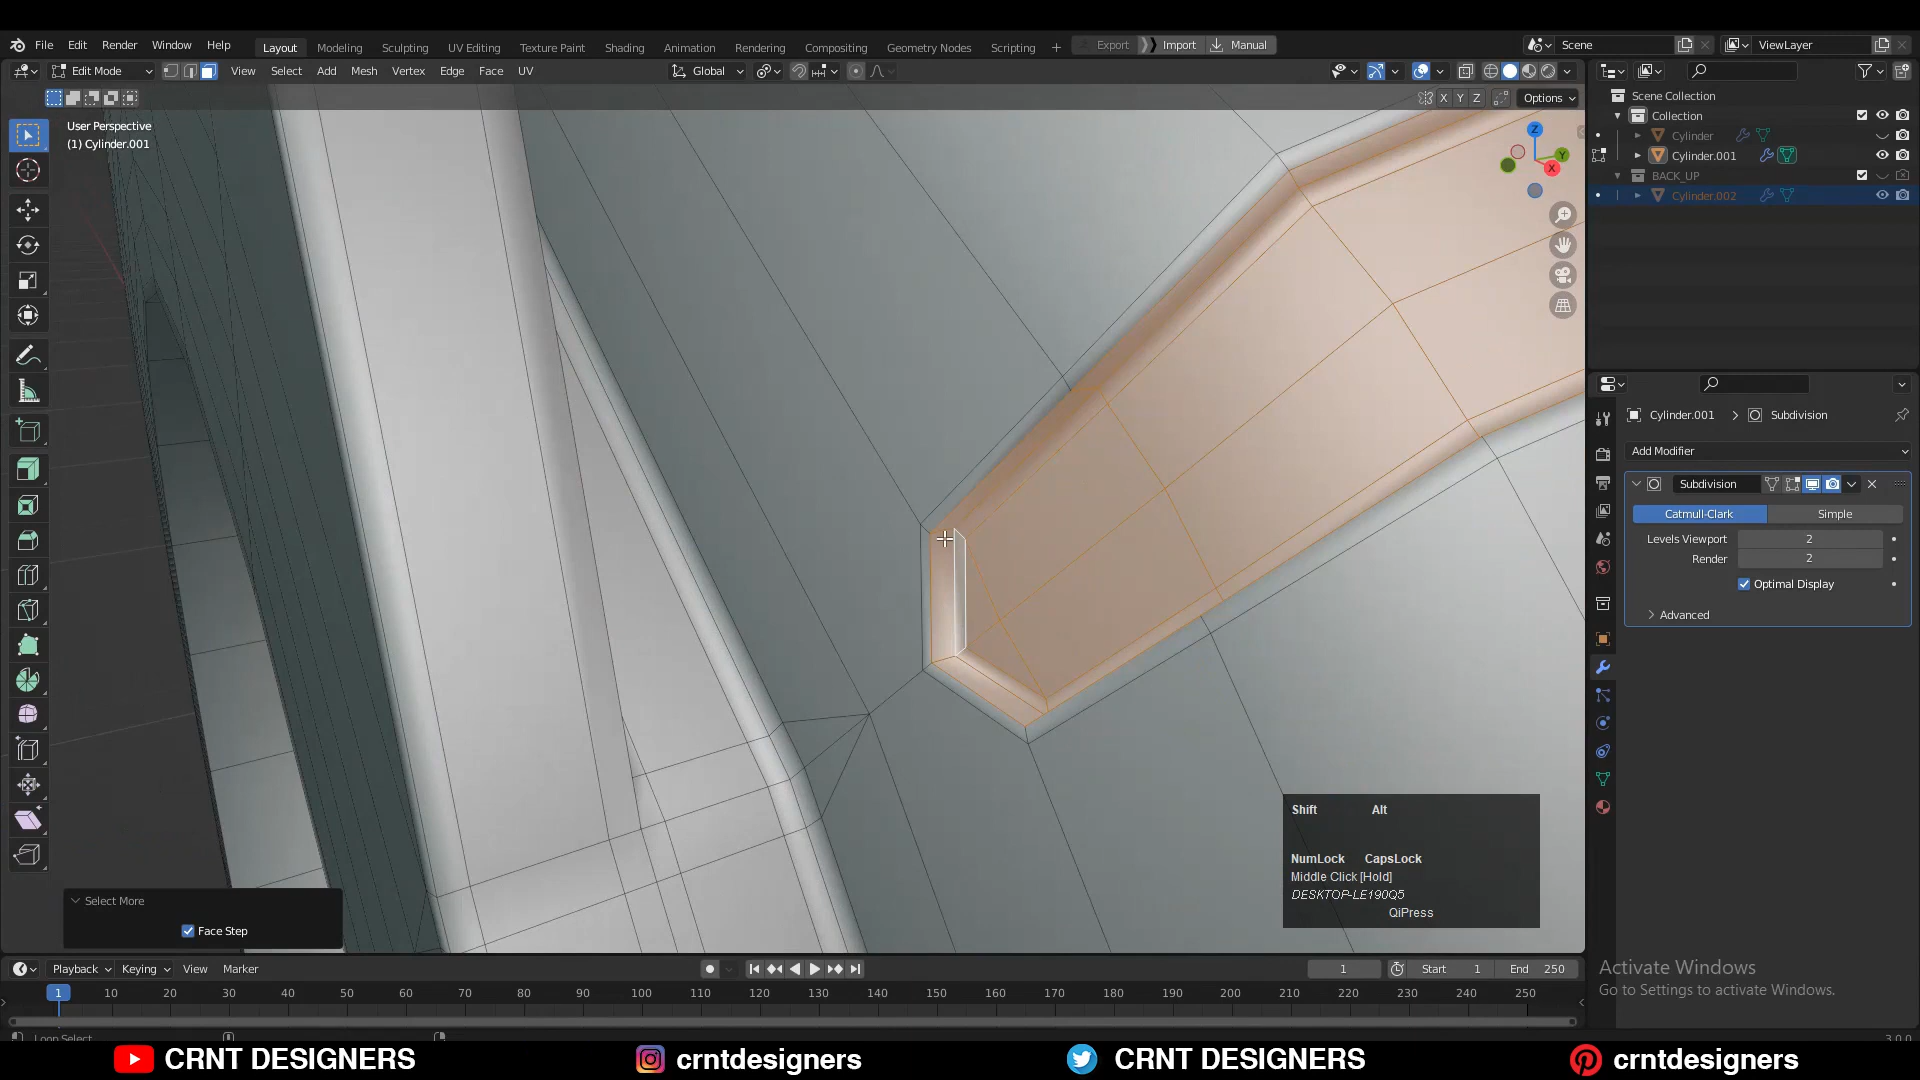 File Edit Render Window Help Layout Modeling Sculpting UV Editing Texture Paint Shading Animation Rendering Compositing Geometry Nodes Scripting + Export Import Manual Scene ViewLayer
Edit Mode View Select Add Mesh Vertex Edge Face UV Global
X Y Z Options
User Perspective
(1) Cylinder.001
Z
Y
X
Scene Collection
Collection
Cylinder
Cylinder.001
BACK_UP
Cylinder.002
Cylinder.001 > Subdivision
Add Modifier
Subdivision
Catmull-Clark Simple
Levels Viewport 2
Render 2
Optimal Display
Advanced
Shift Alt
NumLock CapsLock
Middle Click [Hold]
DESKTOP-LE190Q5
QiPress
Select More
Face Step
Playback Keying View Marker 1 Start 1 End 250
1 10 20 30 40 50 60 70 80 90 100 110 120 130 140 150 160 170 180 190 200 210 220 230 240 250
Activate Windows
Go to Settings to activate Windows.
Loop Select
3.0.0
CRNT DESIGNERS crntdesigners CRNT DESIGNERS crntdesigners